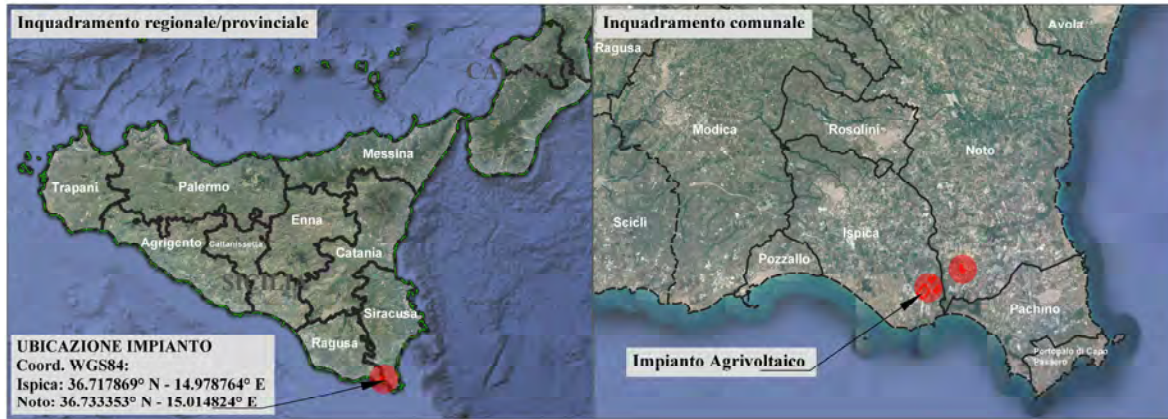 Inquadramento regionale/provinciale
Messina
Trapani
Palermo
Enna
Agrigento
Caltanissetta
Catania
SICILI
Siracusa
Ragusa
UBICAZIONE IMPIANTO
Coord. WGS84:
Ispica: 36.717869° N - 14.978764° E
Noto: 36.733353° N - 15.014824° E
Inquadramento comunale
Avola
Ragusa
Modica
Rosolini
Noto
Scicli
Ispica
Pozzallo
Pachino
Impianto Agrivoltaico
Portopalo di Capo
Passero